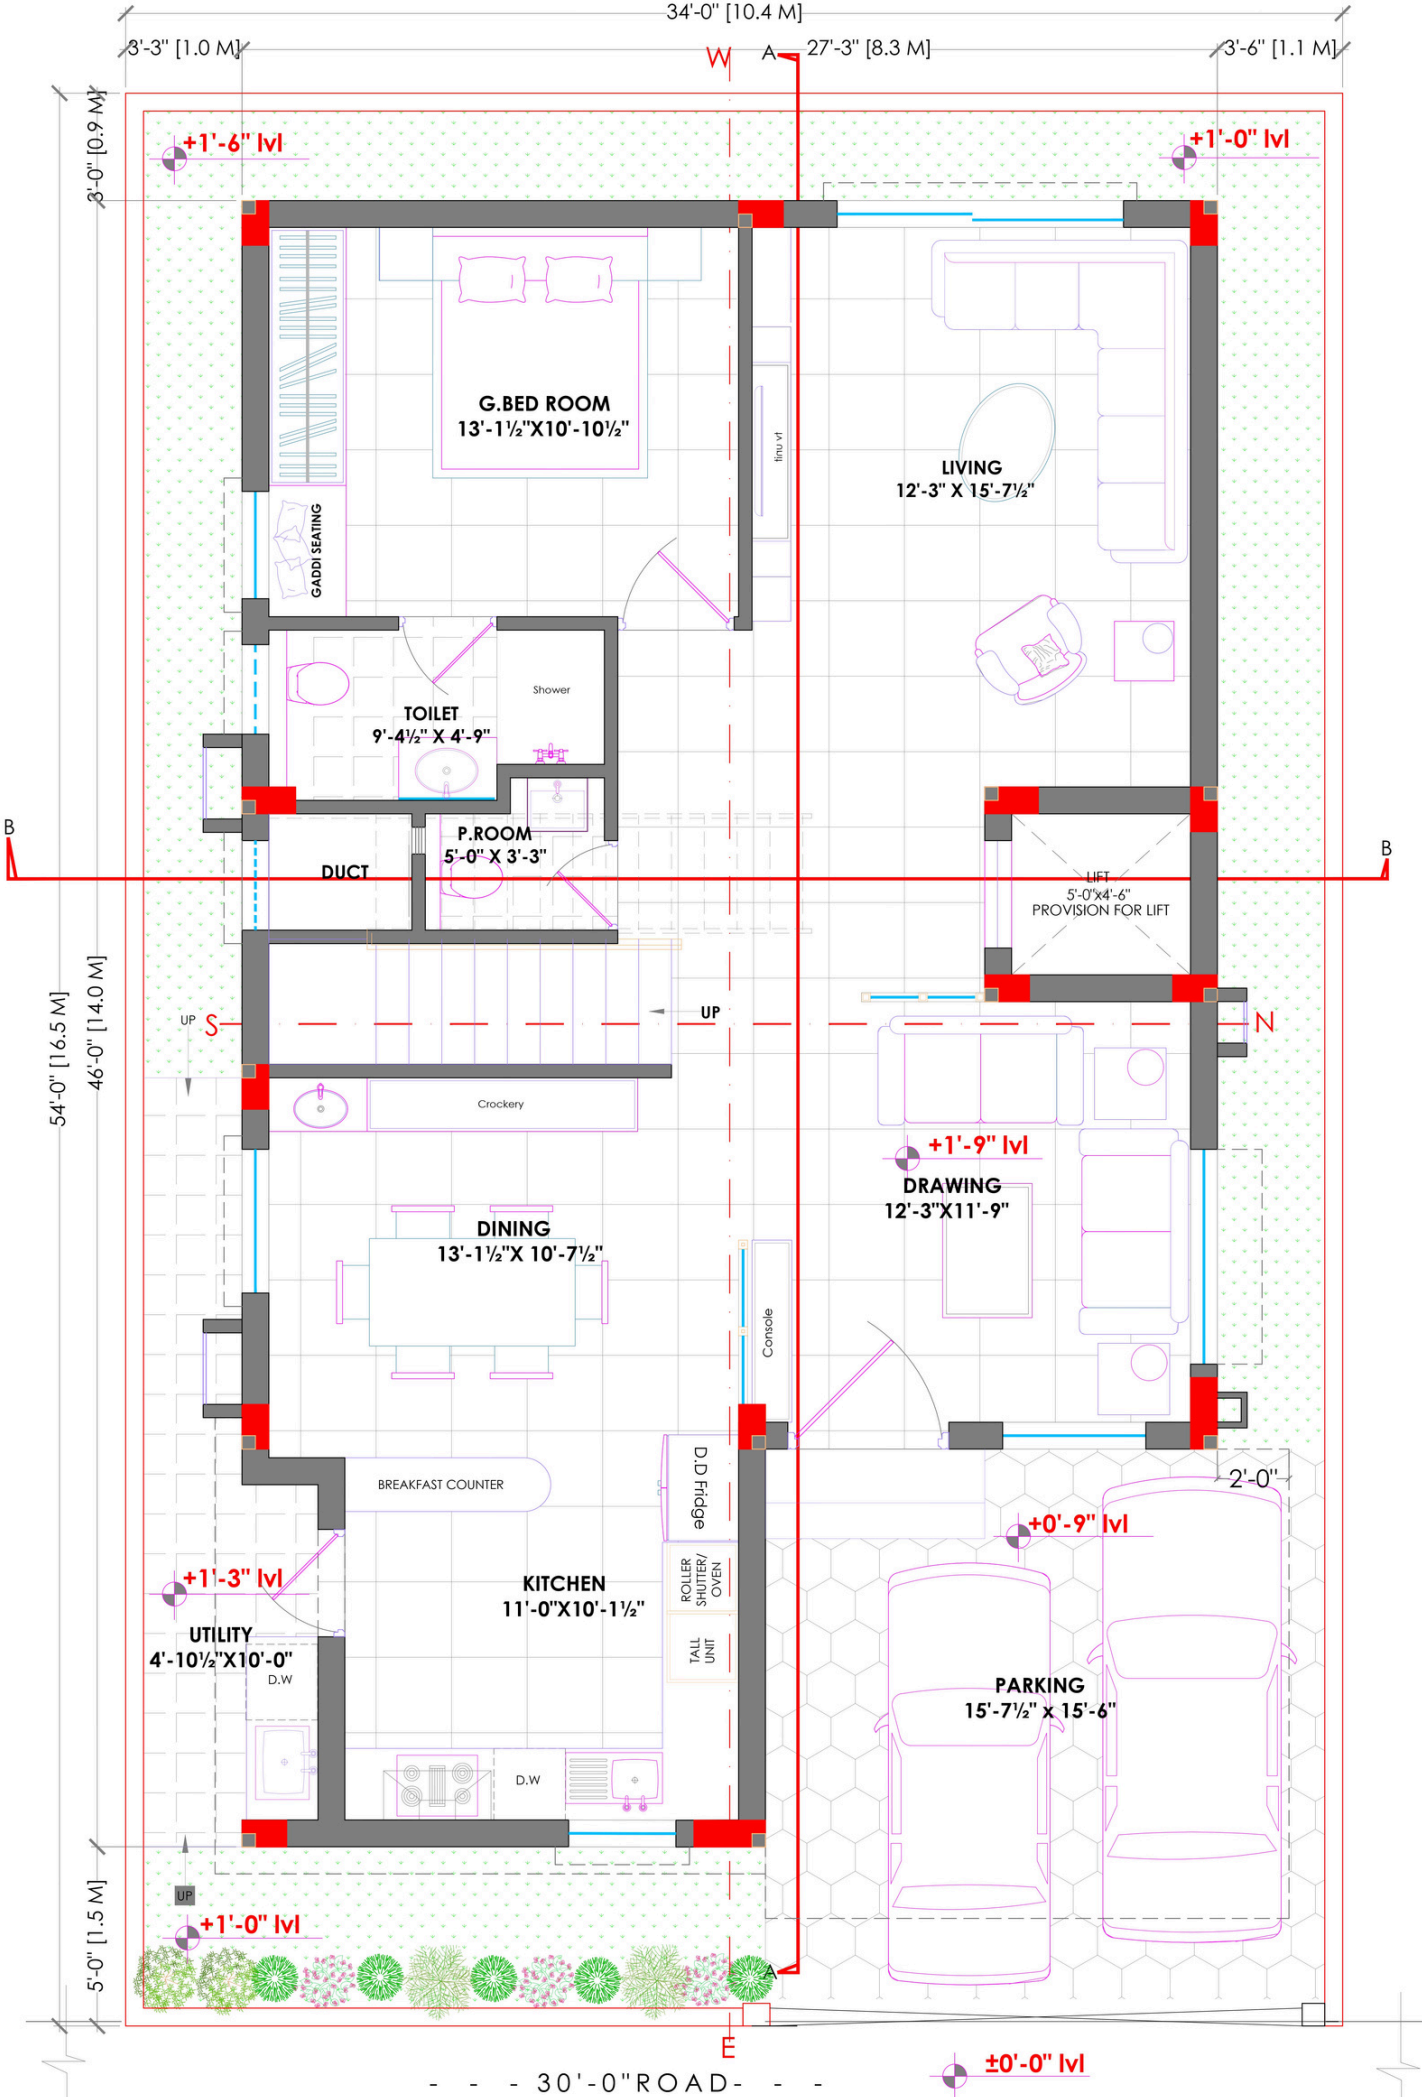 34'-0" [10.4 M]
3'-3" [1.0 M]
W
A
27'-3" [8.3 M]
3'-6" [1.1 M]
3'-0" [0.9 M]
+1'-6" lvl
+1'-0" lvl
G.BED ROOM
13'-1½"X10'-10½"
tv unit
LIVING
12'-3" X 15'-7½"
GADDI SEATING
Shower
TOILET
9'-4½" X 4'-9"
B
P.ROOM
5'-0" X 3'-3"
DUCT
B
LIFT
5'-0"x4'-6"
PROVISION FOR LIFT
54'-0" [16.5 M]
46'-0" [14.0 M]
UP
S
UP
N
Crockery
+1'-9" lvl
DRAWING
12'-3"X11'-9"
DINING
13'-1½"X 10'-7½"
Console
BREAKFAST COUNTER
D.D Fridge
2'-0"
+0'-9" lvl
+1'-3" lvl
KITCHEN
11'-0"X10'-1½"
ROLLER
SHUTTER/
OVEN
UTILITY
4'-10½"X10'-0"
D.W
TALL
UNIT
PARKING
15'-7½" x 15'-6"
D.W
UP
5'-0" [1.5 M]
+1'-0" lvl
A
E
±0'-0" lvl
- - - 30'-0"ROAD- - -